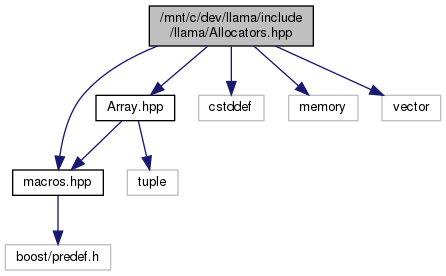 /mnt/c/dev/llama/include
/llama/Allocators.hpp
Array.hpp
cstddef
memory
vector
macros.hpp
tuple
boost/predef.h